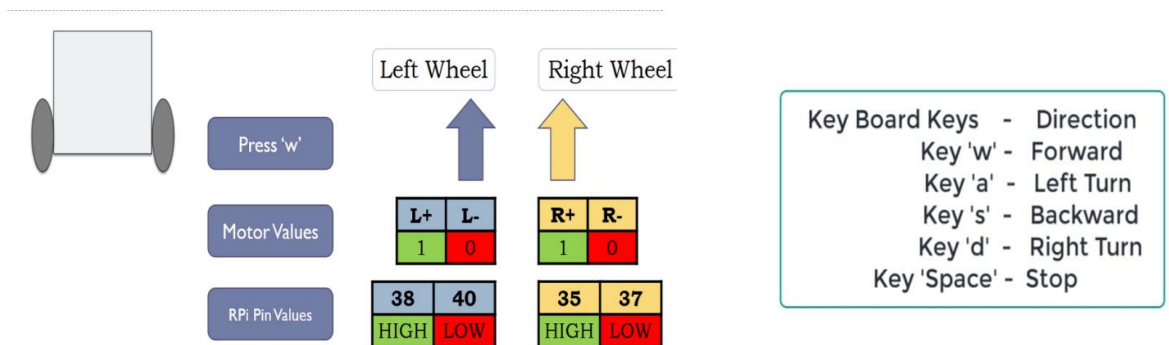 Left Wheel Right Wheel
Press ‘w’
Motor Values
L+ L- R+ R-
1 0 1 0
RPi Pin Values
38 40 35 37
HIGH LOW HIGH LOW
Key Board Keys - Direction
Key 'w' - Forward
Key 'a' - Left Turn
Key 's' - Backward
Key 'd' - Right Turn
Key 'Space' - Stop